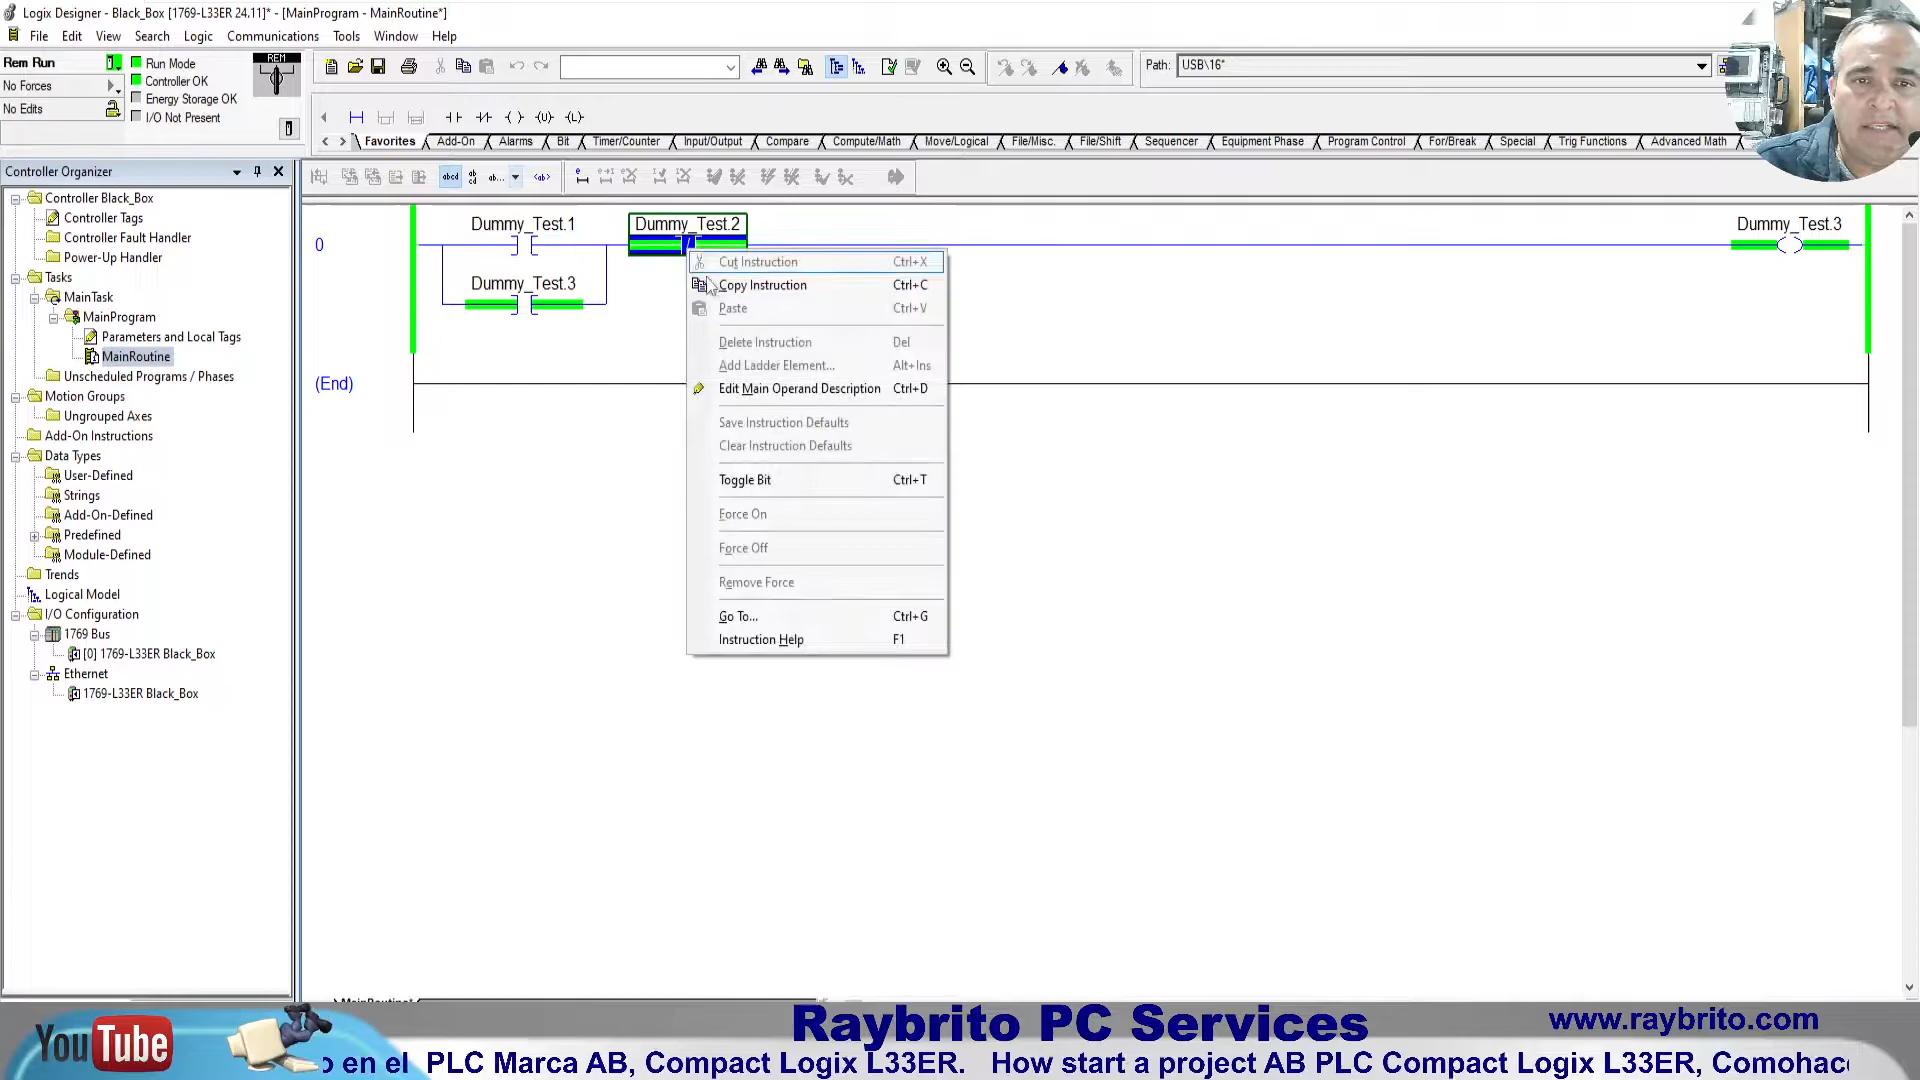 Logix Designer - Black_Box [1769-L33ER 24.11]* - [MainProgram - MainRoutine*]
File Edit View Search Logic Communications Tools Window Help
Rem Run
No Forces
No Edits
Run Mode
Controller OK
Energy Storage OK
I/O Not Present
REM
Path: USB\16*
Favorites Add-On Alarms Bit Timer/Counter Input/Output Compare Compute/Math Move/Logical File/Misc. File/Shift Sequencer Equipment Phase Program Control For/Break Special Trig Functions Advanced Math
Controller Organizer
Controller Black_Box
Controller Tags
Controller Fault Handler
Power-Up Handler
Tasks
MainTask
MainProgram
Parameters and Local Tags
MainRoutine
Unscheduled Programs / Phases
Motion Groups
Ungrouped Axes
Add-On Instructions
Data Types
User-Defined
Strings
Add-On-Defined
Predefined
Module-Defined
Trends
Logical Model
I/O Configuration
1769 Bus
[0] 1769-L33ER Black_Box
Ethernet
1769-L33ER Black_Box
abcd ab cd ab... <ab>
0
Dummy_Test.1
Dummy_Test.2
Dummy_Test.3
Dummy_Test.3
(End)
Cut Instruction Ctrl+X
Copy Instruction Ctrl+C
Paste Ctrl+V
Delete Instruction Del
Add Ladder Element... Alt+Ins
Edit Main Operand Description Ctrl+D
Save Instruction Defaults
Clear Instruction Defaults
Toggle Bit Ctrl+T
Force On
Force Off
Remove Force
Go To... Ctrl+G
Instruction Help F1
YouTube
Raybrito PC Services
www.raybrito.com
o en el PLC Marca AB, Compact Logix L33ER. How start a project AB PLC Compact Logix L33ER, Comohac